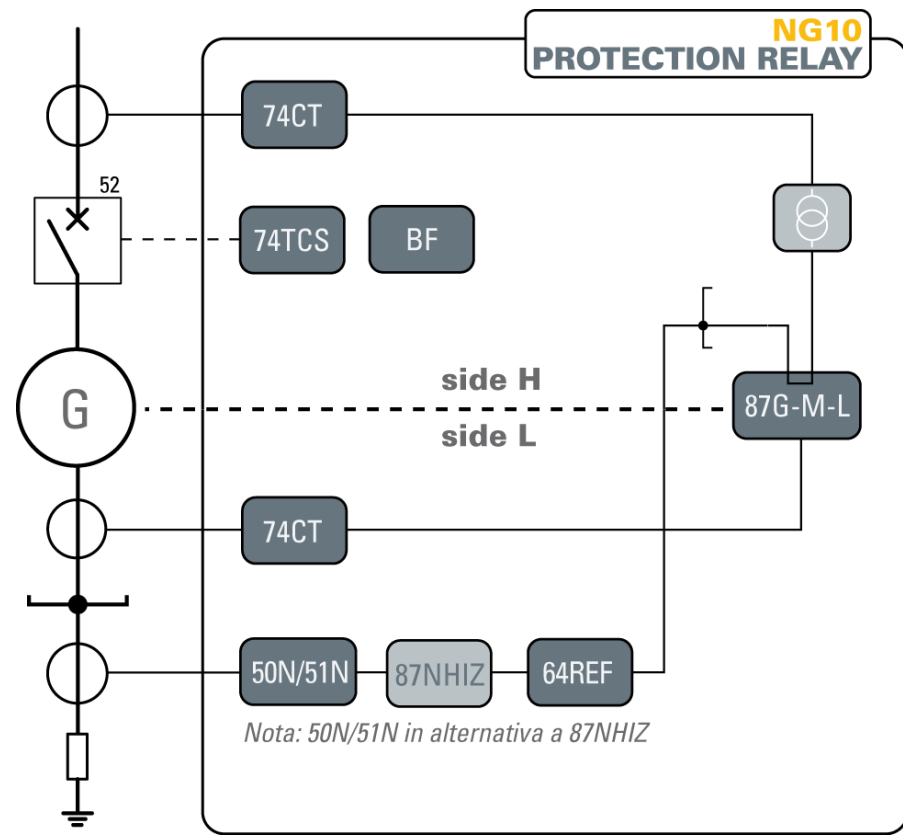 NG10
PROTECTION RELAY
74CT
52
74TCS
BF
side H
G
87G-M-L
side L
74CT
50N/51N
87NHIZ
64REF
Nota: 50N/51N in alternativa a 87NHIZ